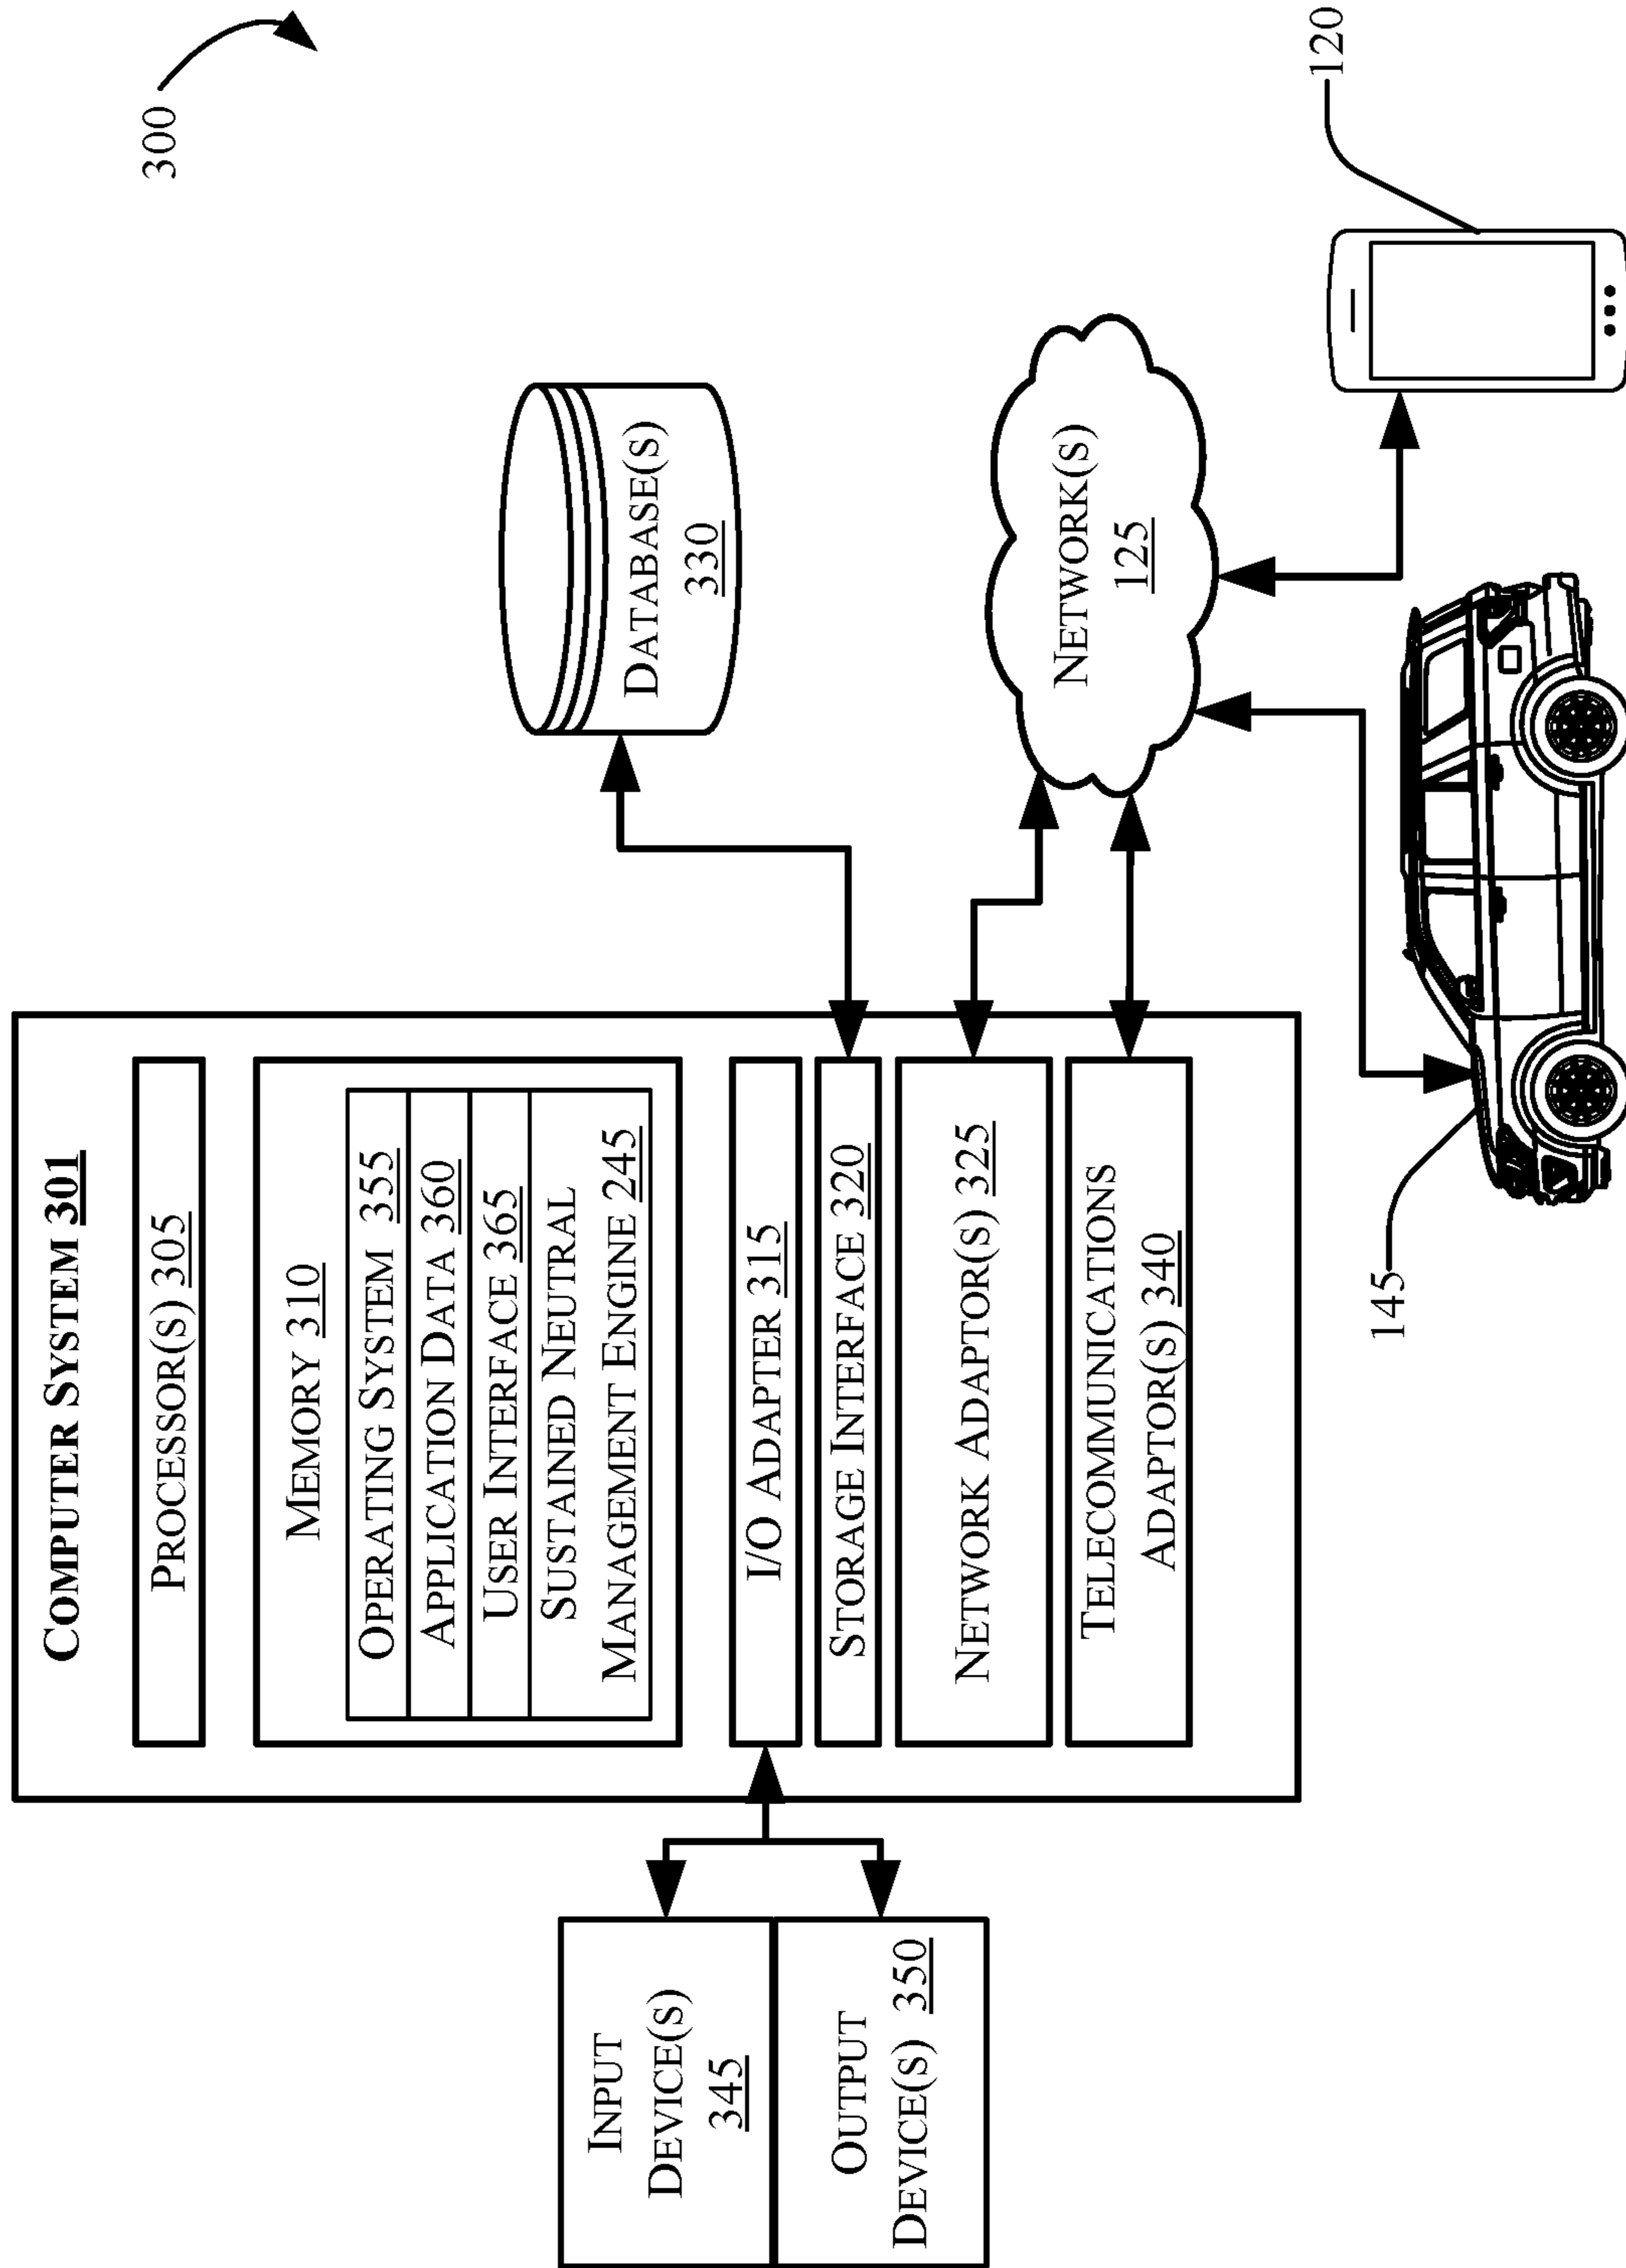 300
COMPUTER SYSTEM 301
PROCESSOR(S) 305
MEMORY 310
OPERATING SYSTEM 355
APPLICATION DATA 360
USER INTERFACE 365
SUSTAINED NEUTRAL
MANAGEMENT ENGINE 245
I/O ADAPTER 315
STORAGE INTERFACE 320
NETWORK ADAPTOR(S) 325
TELECOMMUNICATIONS
ADAPTOR(S) 340
INPUT
DEVICE(S)
345
OUTPUT
DEVICE(S) 350
DATABASE(S)
330
NETWORK(S)
125
145
120